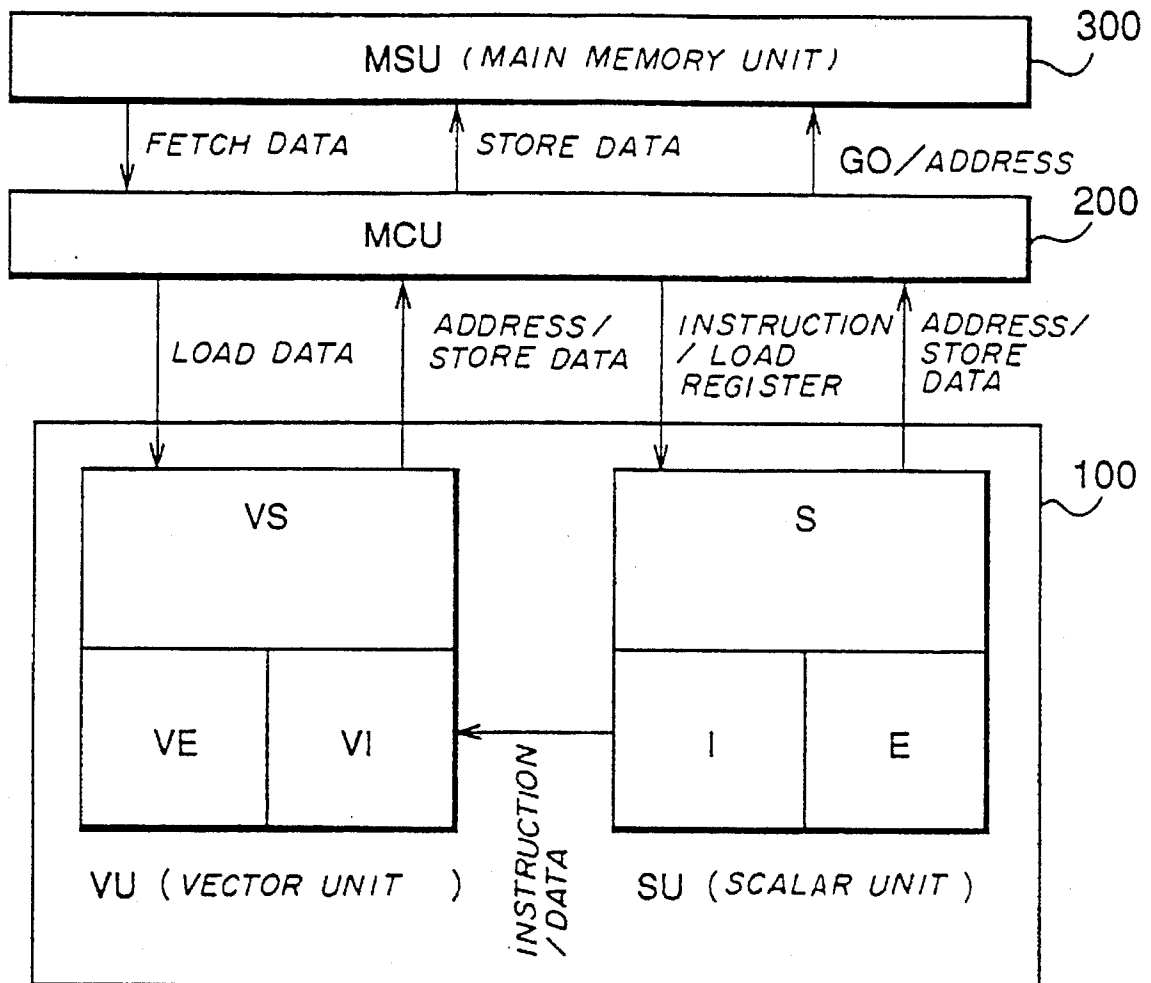 300
MSU (MAIN MEMORY UNIT)
FETCH DATA
STORE DATA
GO/ADDRESS
200
MCU
LOAD DATA
ADDRESS/
STORE DATA
INSTRUCTION
/ LOAD
REGISTER
ADDRESS/
STORE
DATA
100
VS
S
VE
VI
I
E
INSTRUCTION
/DATA
VU (VECTOR UNIT )
SU (SCALAR UNIT)